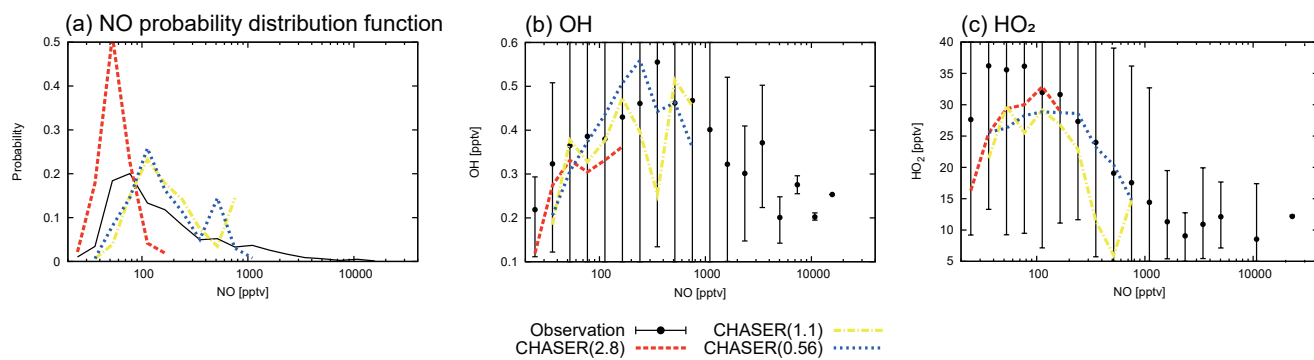 (a) NO probability distribution function
0.5
0.4
0.3
0.2
0.1
0
Probability
100
1000
10000
NO [pptv]
(b) OH
0.6
0.5
0.4
0.3
0.2
0.1
OH [pptv]
100
1000
10000
NO [pptv]
(c) HO₂
40
35
30
25
20
15
10
5
HO₂ [pptv]
100
1000
10000
NO [pptv]
Observation
CHASER(1.1)
CHASER(2.8)
CHASER(0.56)